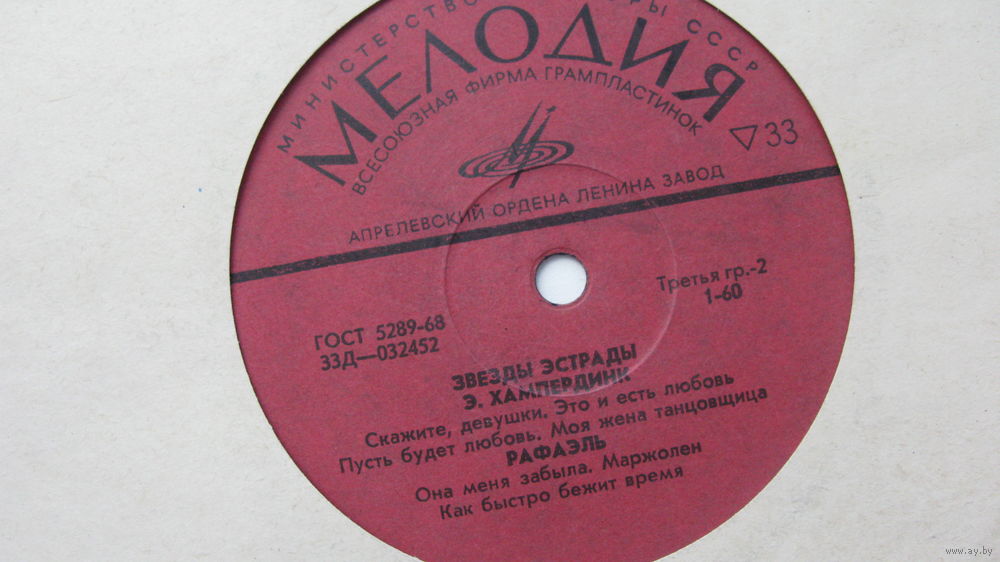 МИНИСТЕРСТВО СССР
МЕЛОДИЯ
ВСЕСОЮЗНАЯ ФИРМА ГРАМПЛАСТИНОК
33
АПРЕЛЕВСКИЙ ОРДЕНА ЛЕНИНА ЗАВОД
Третья гр.-2
1-60
ГОСТ 5289-68
33Д—032452
ЗВЕЗДЫ ЭСТРАДЫ
Э. ХАМПЕРДИНК
Скажите, девушки. Это и есть любовь
Пусть будет любовь. Моя жена танцовщица
РАФАЭЛЬ
Она меня забыла. Маржолен
Как быстро бежит время
www.ay.by